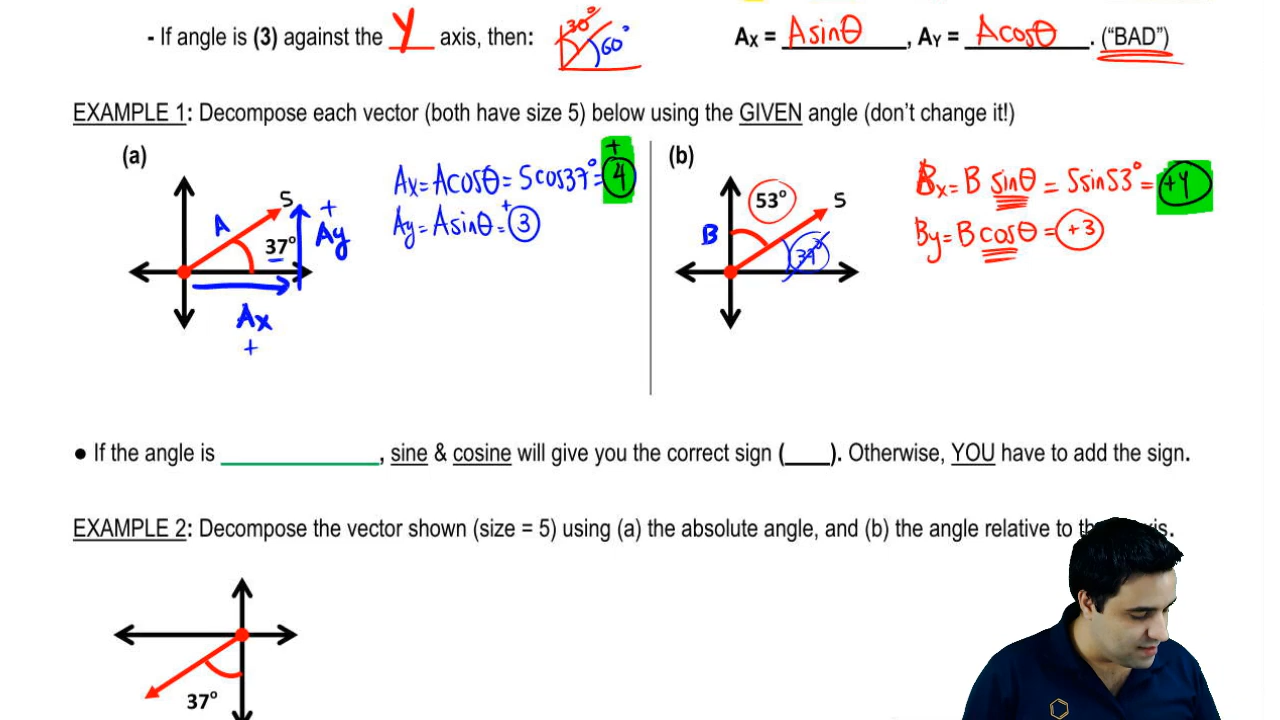 - If angle is (3) against the Y axis, then: 30° 60° Ax = Asinθ, Ay = Acosθ. ("BAD")
EXAMPLE 1: Decompose each vector (both have size 5) below using the GIVEN angle (don't change it!)
(a)
A 5 37° Ay +
Ax
+
Ax = Acosθ = 5cos37° = 4 +
Ay = Asinθ = +3
(b)
53° 5
B
Bx = B sinθ = 5sin53° = +4
By = B cosθ = +3
● If the angle is ____________, sine & cosine will give you the correct sign (____). Otherwise, YOU have to add the sign.
EXAMPLE 2: Decompose the vector shown (size = 5) using (a) the absolute angle, and (b) the angle relative to
37°